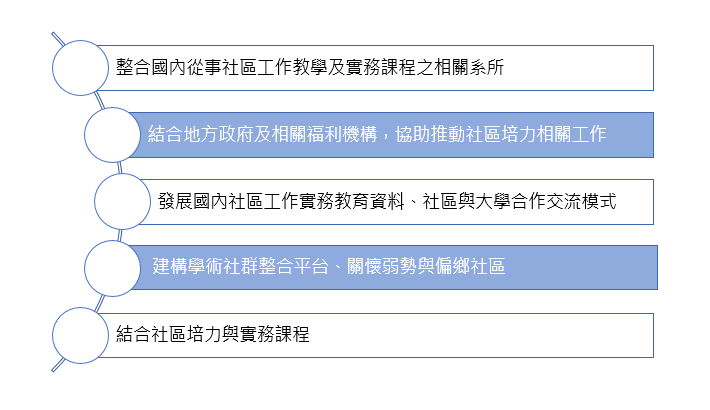 整合國內從事社區工作教學及實務課程之相關系所
結合地方政府及相關福利機構，協助推動社區培力相關工作
發展國內社區工作實務教育資料、社區與大學合作交流模式
建構學術社群整合平台、關懷弱勢與偏鄉社區
結合社區培力與實務課程